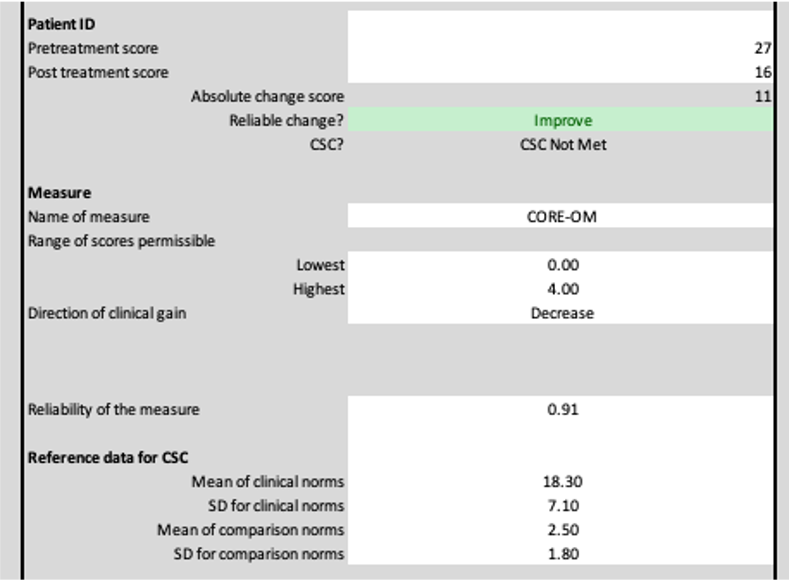 Patient ID
Pretreatment score 27
Post treatment score 16
Absolute change score 11
Reliable change? Improve
CSC? CSC Not Met
Measure
Name of measure CORE-OM
Range of scores permissible
Lowest 0.00
Highest 4.00
Direction of clinical gain Decrease
Reliability of the measure 0.91
Reference data for CSC
Mean of clinical norms 18.30
SD for clinical norms 7.10
Mean of comparison norms 2.50
SD for comparison norms 1.80